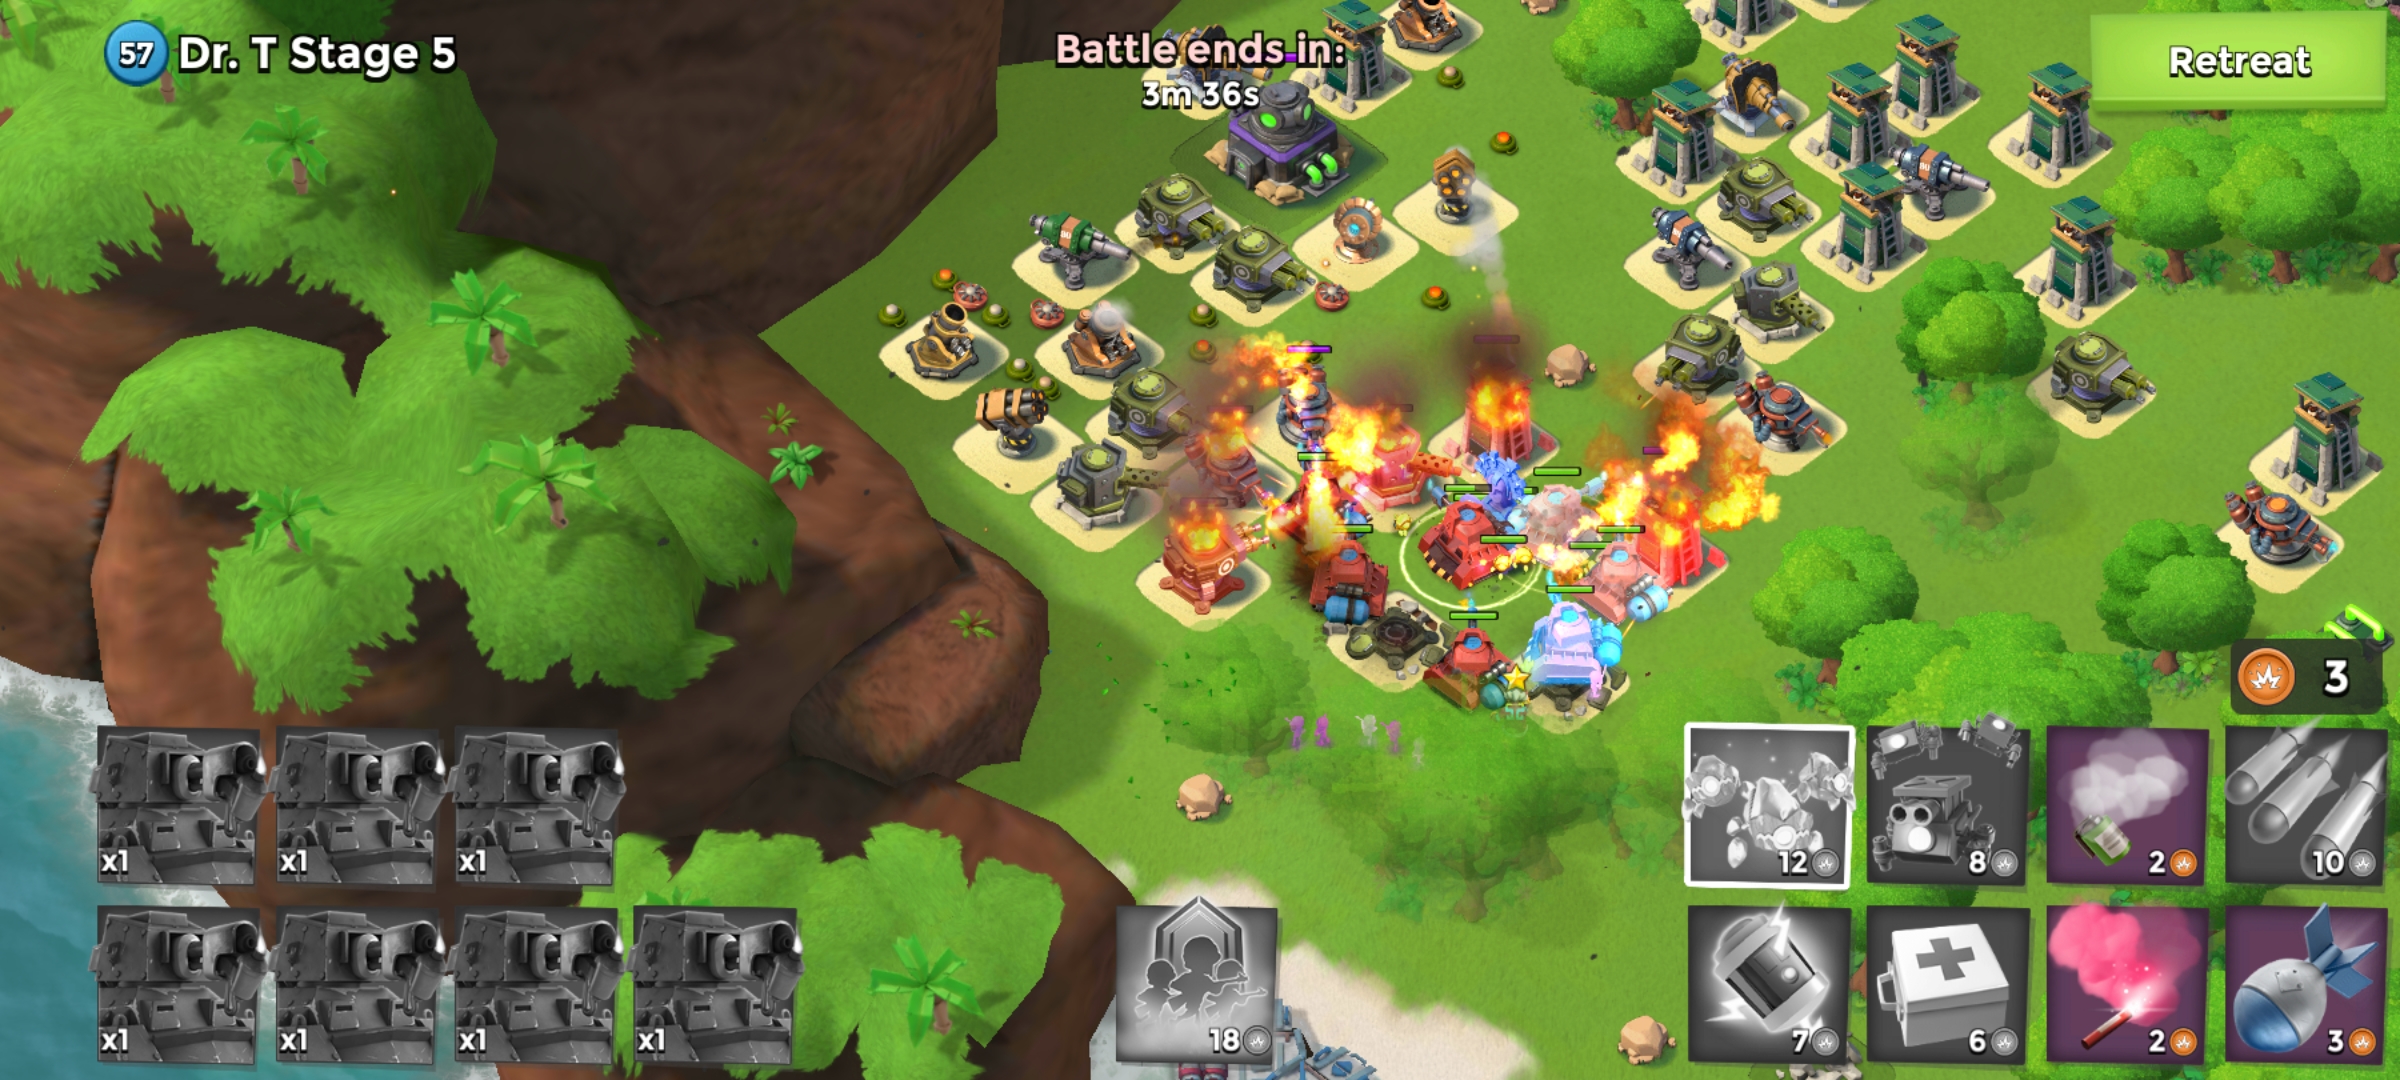 57 Dr. T Stage 5
Battle ends in:
3m 36s
Retreat
3
x1
x1
x1
12
8
2
10
x1
x1
x1
x1
18
7
6
2
3